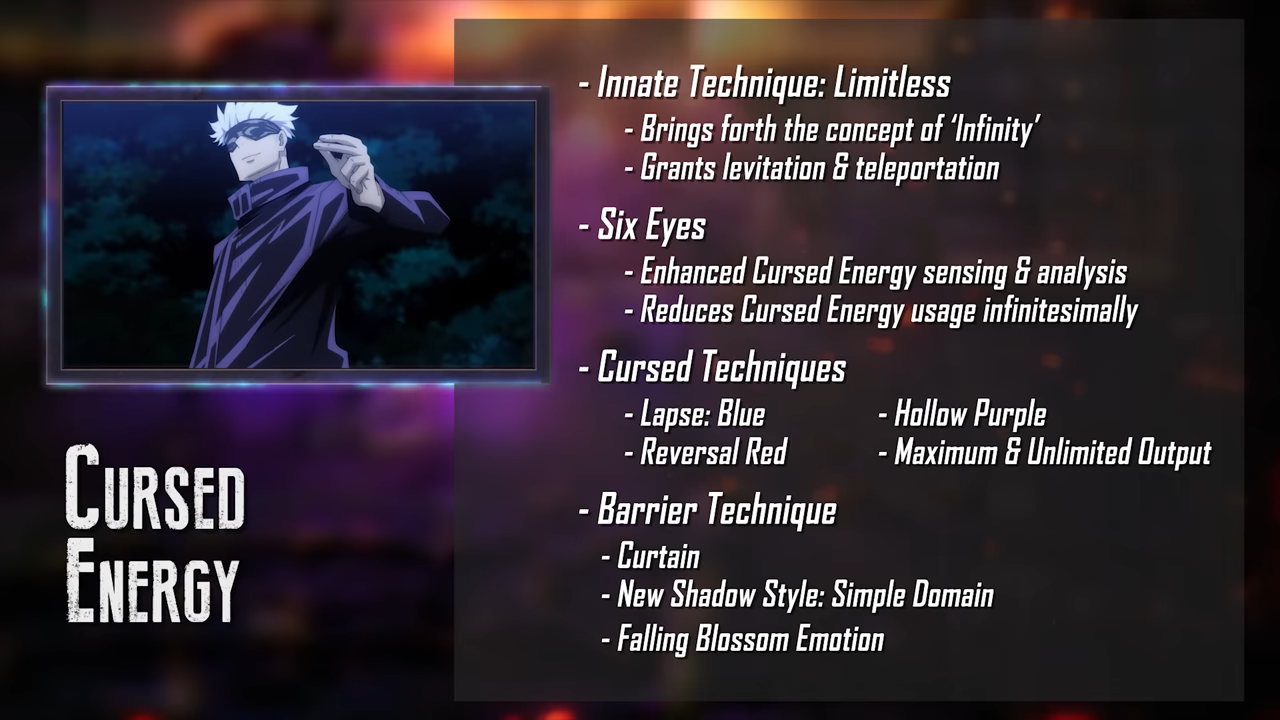 Cursed
Energy
- Innate Technique: Limitless
- Brings forth the concept of ‘Infinity’
- Grants levitation & teleportation
- Six Eyes
- Enhanced Cursed Energy sensing & analysis
- Reduces Cursed Energy usage infinitesimally
- Cursed Techniques
- Lapse: Blue
- Reversal Red
- Hollow Purple
- Maximum & Unlimited Output
- Barrier Technique
- Curtain
- New Shadow Style: Simple Domain
- Falling Blossom Emotion